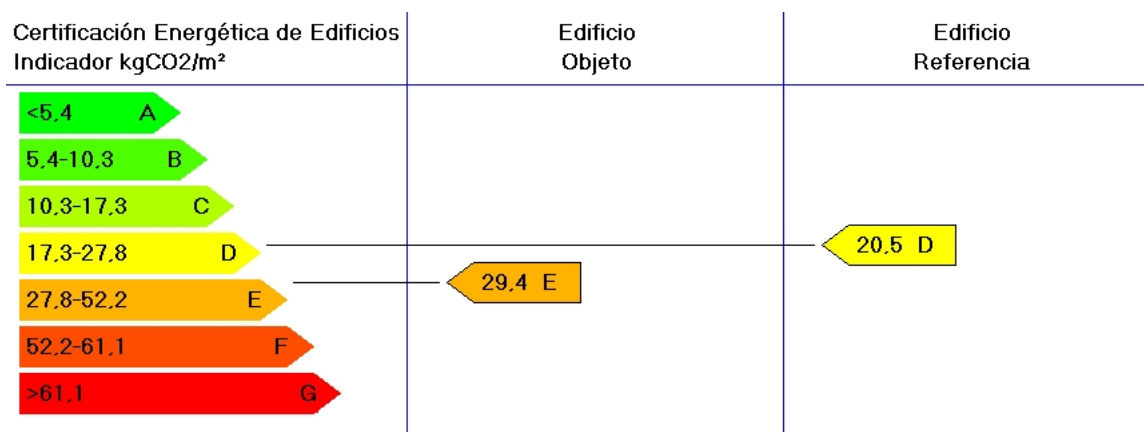 Certificación Energética de Edificios
Indicador kgCO2/m²
Edificio
Objeto
Edificio
Referencia
<5,4 A
5,4-10,3 B
10,3-17,3 C
17,3-27,8 D
20,5 D
27,8-52,2 E
29,4 E
52,2-61,1 F
>61,1 G